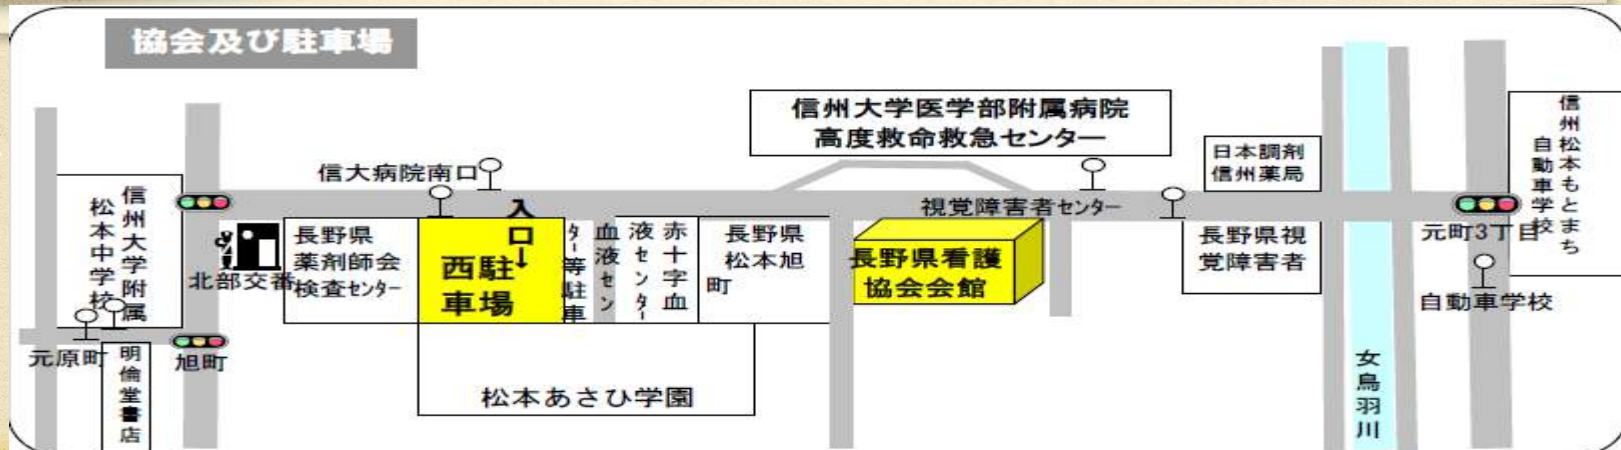 協会及び駐車場
信州大学医学部附属病院
高度救命救急センター
信大病院南口
日本調剤
信州薬局
視覚障害者センター
信州大学附属
松本中学校
北部交番
長野県
薬剤師会
検査センター
入口↓
西駐
車場
血液セン
ター等駐車
赤十字血
液センター
長野県
松本旭
町
長野県看護
協会会館
長野県視
覚障害者
元町3丁目
信州松本もとまち
自動車学校
自動車学校
元原町
明倫堂書店
旭町
松本あさひ学園
女鳥羽川